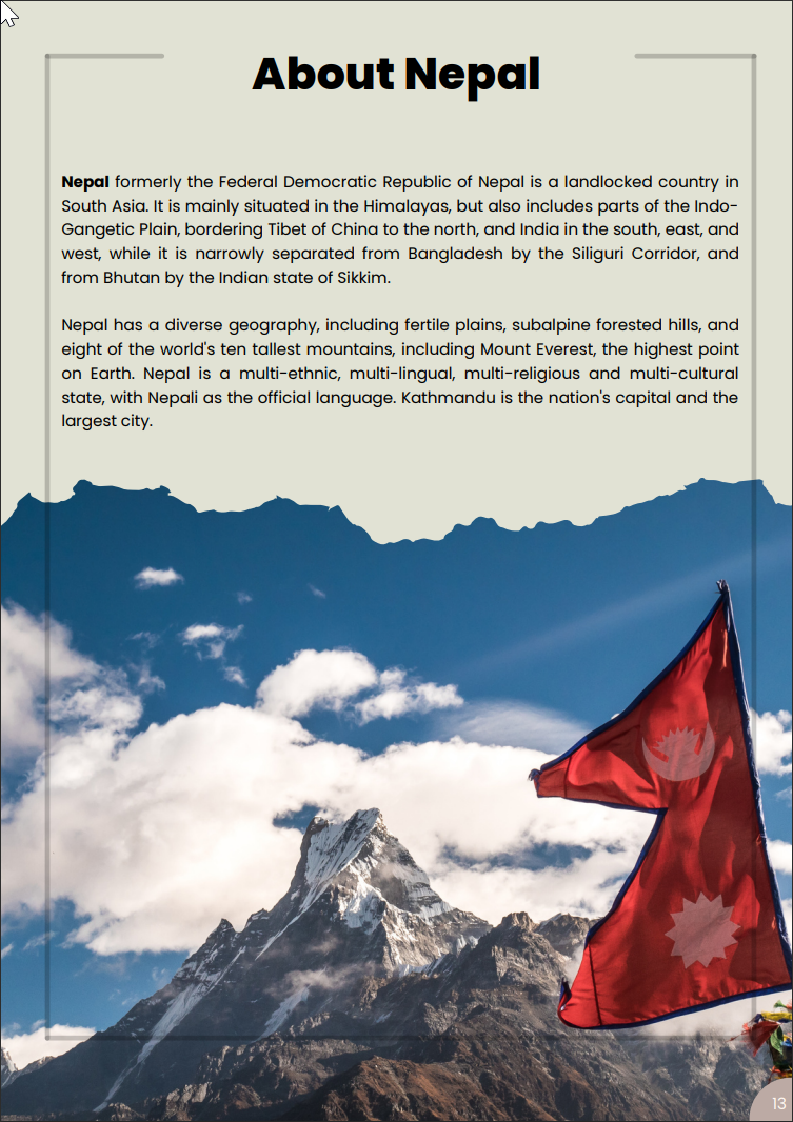 About Nepal
Nepal formerly the Federal Democratic Republic of Nepal is a landlocked country in
South Asia. It is mainly situated in the Himalayas, but also includes parts of the Indo-
Gangetic Plain, bordering Tibet of China to the north, and India in the south, east, and
west, while it is narrowly separated from Bangladesh by the Siliguri Corridor, and
from Bhutan by the Indian state of Sikkim.
Nepal has a diverse geography, including fertile plains, subalpine forested hills, and
eight of the world's ten tallest mountains, including Mount Everest, the highest point
on Earth. Nepal is a multi-ethnic, multi-lingual, multi-religious and multi-cultural
state, with Nepali as the official language. Kathmandu is the nation's capital and the
largest city.
13